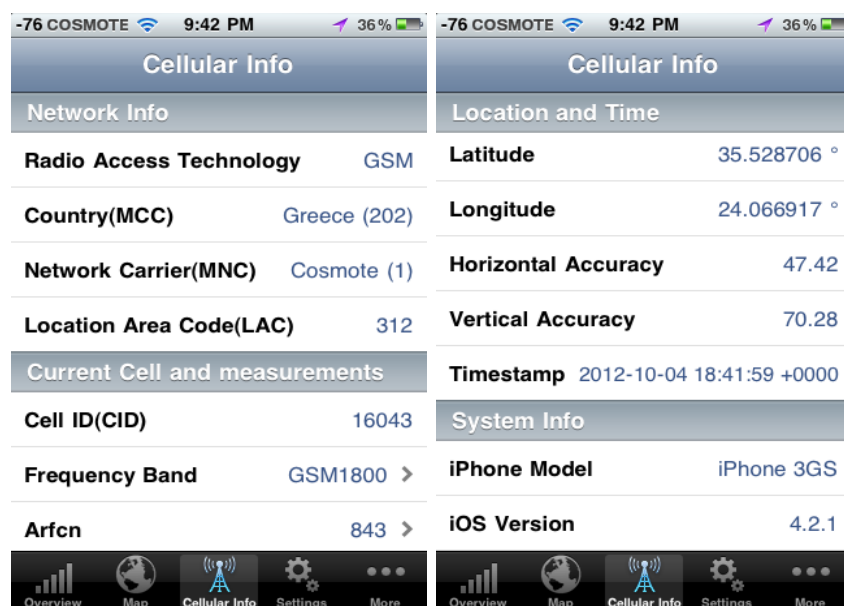 -76 COSMOTE 9:42 PM 36%
Cellular Info
Network Info
Radio Access Technology GSM
Country(MCC) Greece (202)
Network Carrier(MNC) Cosmote (1)
Location Area Code(LAC) 312
Current Cell and measurements
Cell ID(CID) 16043
Frequency Band GSM1800
Arfcn 843
Overview Map Cellular Info Settings More
-76 COSMOTE 9:42 PM 36%
Cellular Info
Location and Time
Latitude 35.528706 °
Longitude 24.066917 °
Horizontal Accuracy 47.42
Vertical Accuracy 70.28
Timestamp 2012-10-04 18:41:59 +0000
System Info
iPhone Model iPhone 3GS
iOS Version 4.2.1
Overview Map Cellular Info Settings More